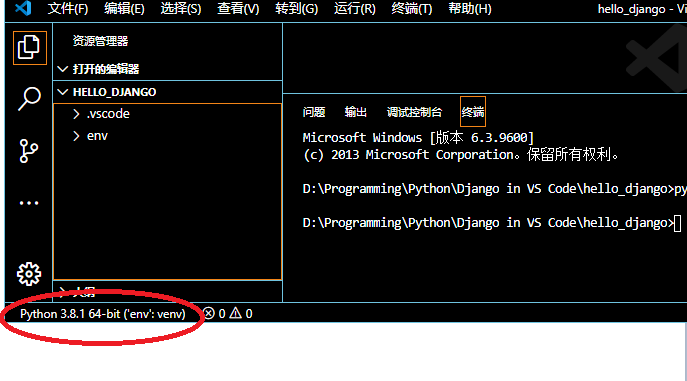 文件(F) 编辑(E) 选择(S) 查看(V) 转到(G) 运行(R) 终端(T) 帮助(H) hello_django - Vi
资源管理器
打开的编辑器
HELLO_DJANGO
.vscode
env
问题 输出 调试控制台 终端
Microsoft Windows [版本 6.3.9600]
(c) 2013 Microsoft Corporation。保留所有权利。
D:\Programming\Python\Django in VS Code\hello_django>py
D:\Programming\Python\Django in VS Code\hello_django>
Python 3.8.1 64-bit ('env': venv) 0 0